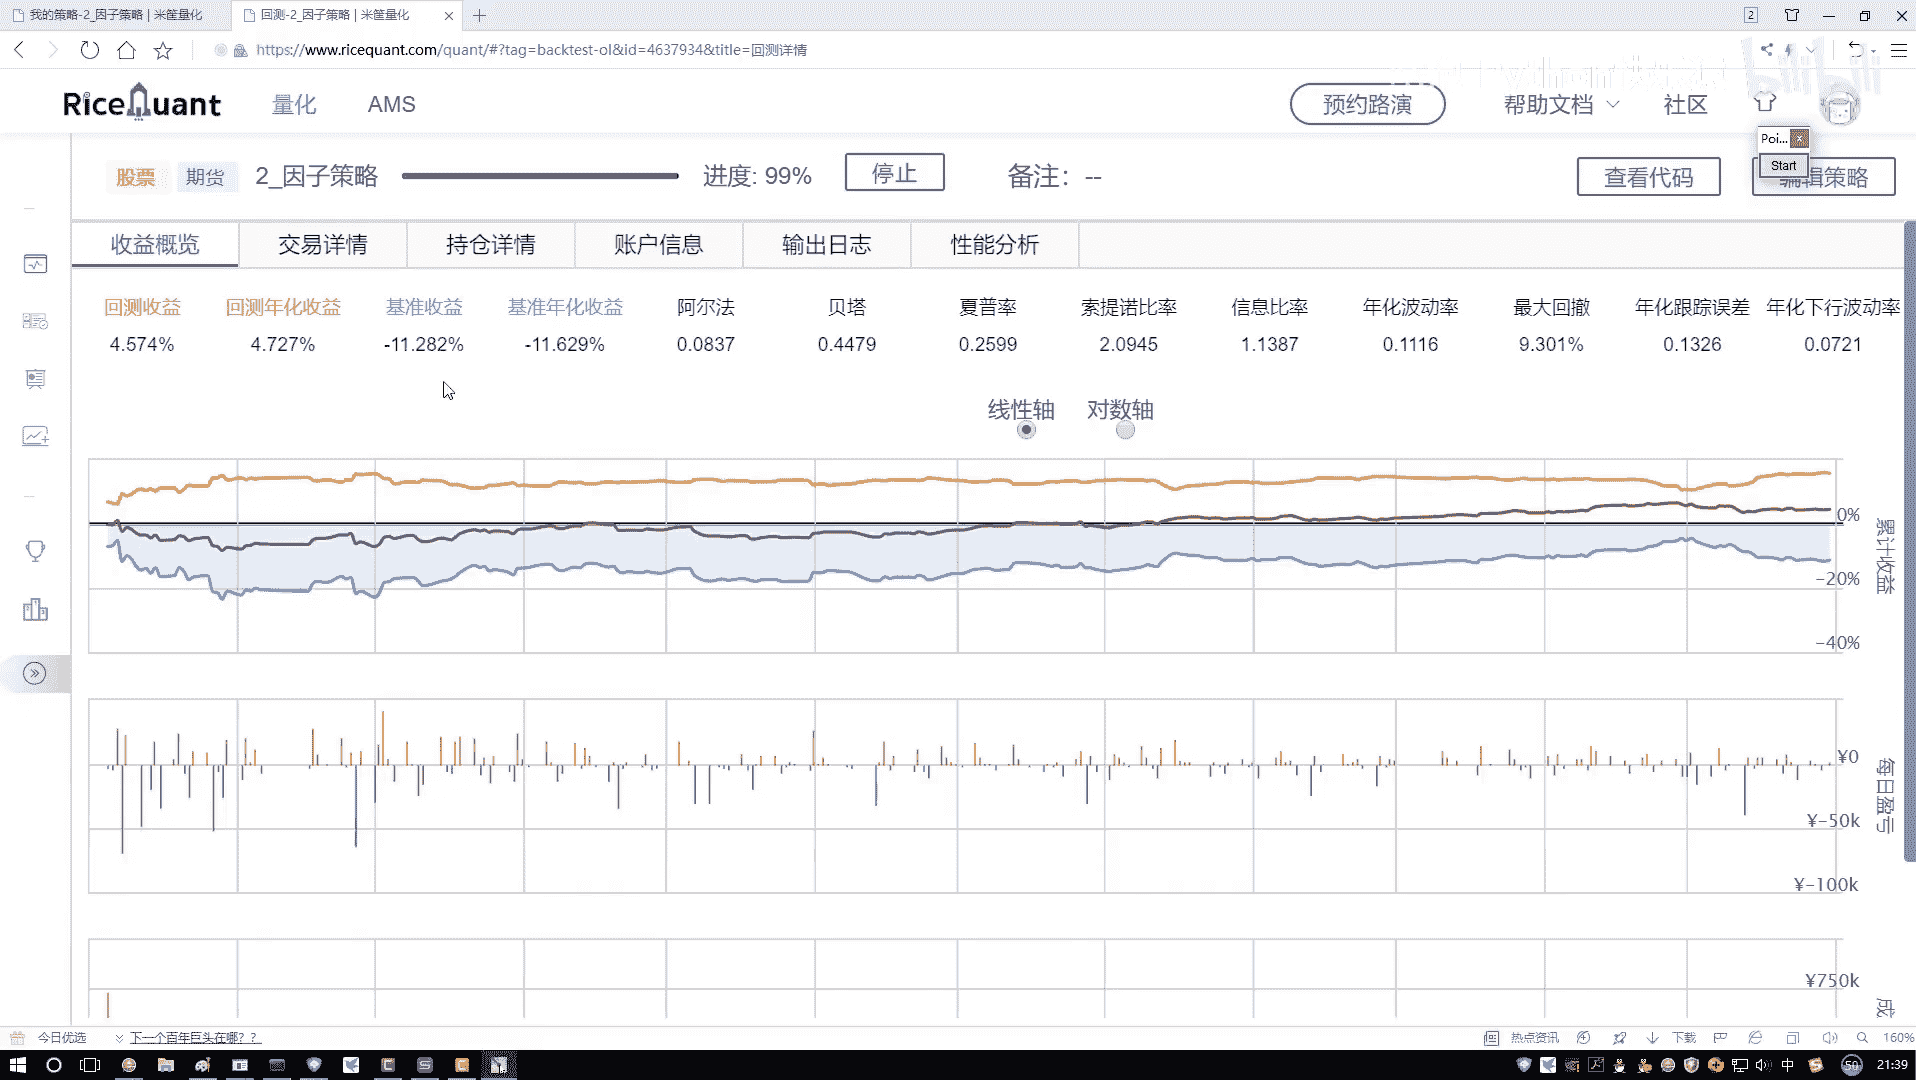 我的策略-2_因子策略 | 米筐量化
回测-2_因子策略 | 米筐量化
2
https://www.ricequant.com/quant/#?tag=backtest-ol&id=4637934&title=回测详情
RiceQuant
量化
AMS
预约路演
帮助文档
社区
Poi...
Start
股票
期货
2_因子策略
进度: 99%
停止
备注: --
查看代码
编辑策略
收益概览
交易详情
持仓详情
账户信息
输出日志
性能分析
回测收益 回测年化收益 基准收益 基准年化收益 阿尔法 贝塔 夏普率 索提诺比率 信息比率 年化波动率 最大回撤 年化跟踪误差 年化下行波动率
4.574% 4.727% -11.282% -11.629% 0.0837 0.4479 0.2599 2.0945 1.1387 0.1116 9.301% 0.1326 0.0721
线性轴 对数轴
0%
-20%
-40%
累计收益
¥0
¥-50k
¥-100k
每日盈亏
¥750k
成
今日优选
下一个百年巨头在哪？？
热点资讯
下载
160%
中
50
21:39